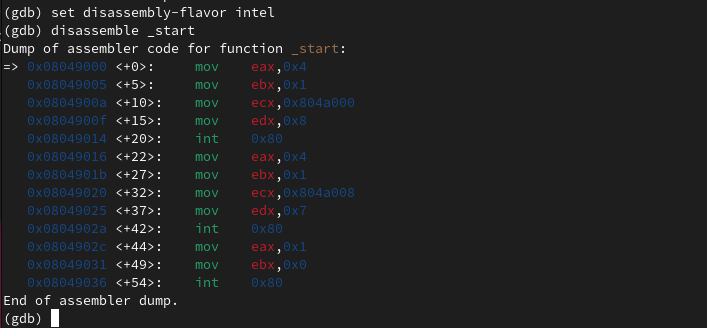 (gdb) set disassembly-flavor intel
(gdb) disassemble _start
Dump of assembler code for function _start:
=> 0x08049000 <+0>:     mov    eax,0x4
   0x08049005 <+5>:     mov    ebx,0x1
   0x0804900a <+10>:    mov    ecx,0x804a000
   0x0804900f <+15>:    mov    edx,0x8
   0x08049014 <+20>:    int    0x80
   0x08049016 <+22>:    mov    eax,0x4
   0x0804901b <+27>:    mov    ebx,0x1
   0x08049020 <+32>:    mov    ecx,0x804a008
   0x08049025 <+37>:    mov    edx,0x7
   0x0804902a <+42>:    int    0x80
   0x0804902c <+44>:    mov    eax,0x1
   0x08049031 <+49>:    mov    ebx,0x0
   0x08049036 <+54>:    int    0x80
End of assembler dump.
(gdb)